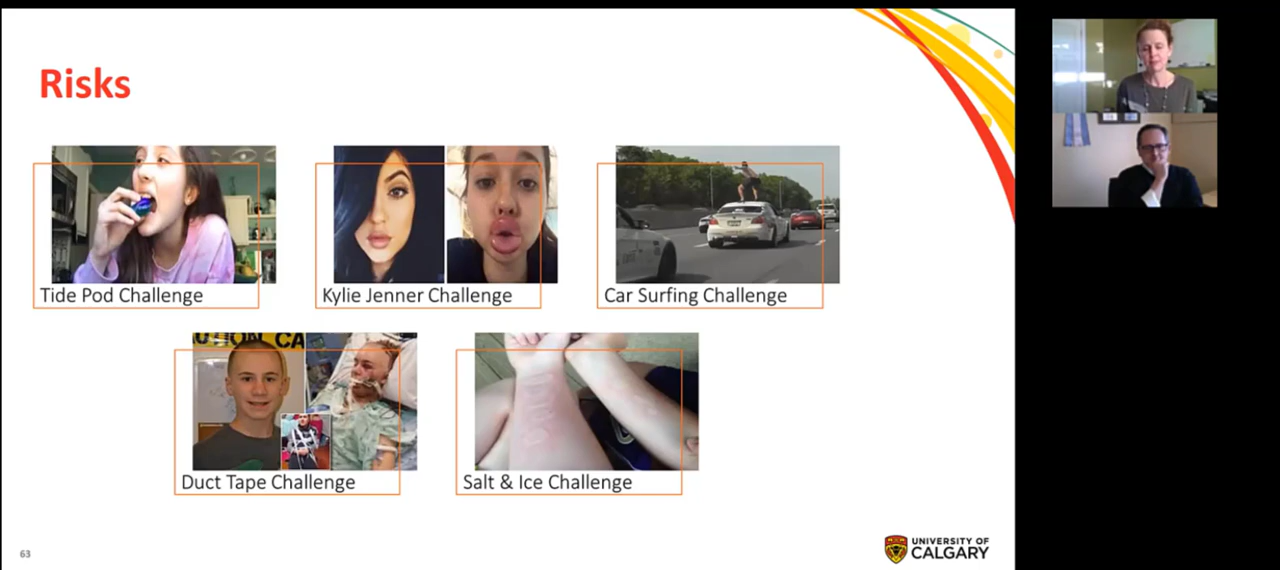 Risks
Tide Pod Challenge
Kylie Jenner Challenge
Car Surfing Challenge
Duct Tape Challenge
Salt & Ice Challenge
63
UNIVERSITY OF
CALGARY